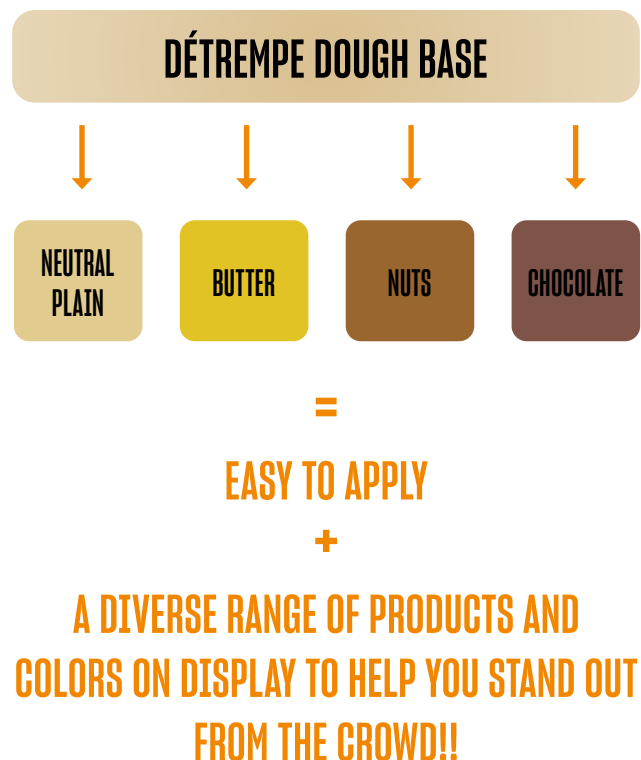 DÉTREMPE DOUGH BASE
NEUTRAL
PLAIN
BUTTER
NUTS
CHOCOLATE
=
EASY TO APPLY
+
A DIVERSE RANGE OF PRODUCTS AND
COLORS ON DISPLAY TO HELP YOU STAND OUT
FROM THE CROWD!!